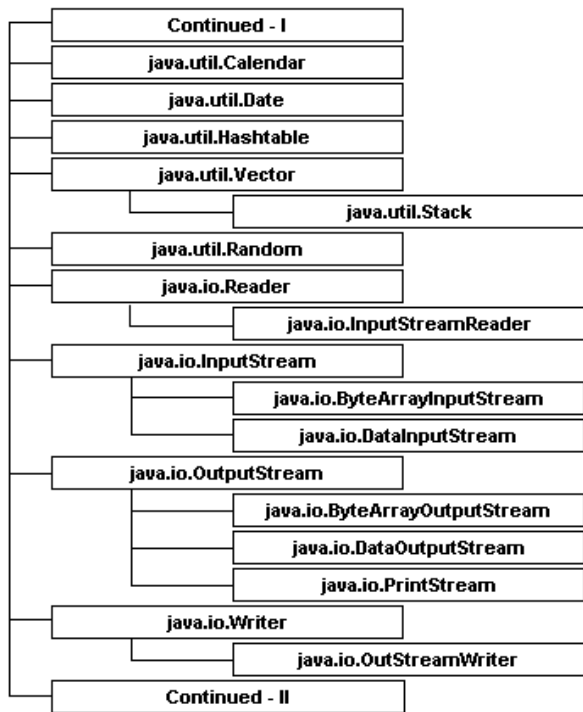 Continued - I
java.util.Calendar
java.util.Date
java.util.Hashtable
java.util.Vector
java.util.Stack
java.util.Random
java.io.Reader
java.io.InputStreamReader
java.io.InputStream
java.io.ByteArrayInputStream
java.io.DataInputStream
java.io.OutputStream
java.io.ByteArrayOutputStream
java.io.DataOutputStream
java.io.PrintStream
java.io.Writer
java.io.OutStreamWriter
Continued - II